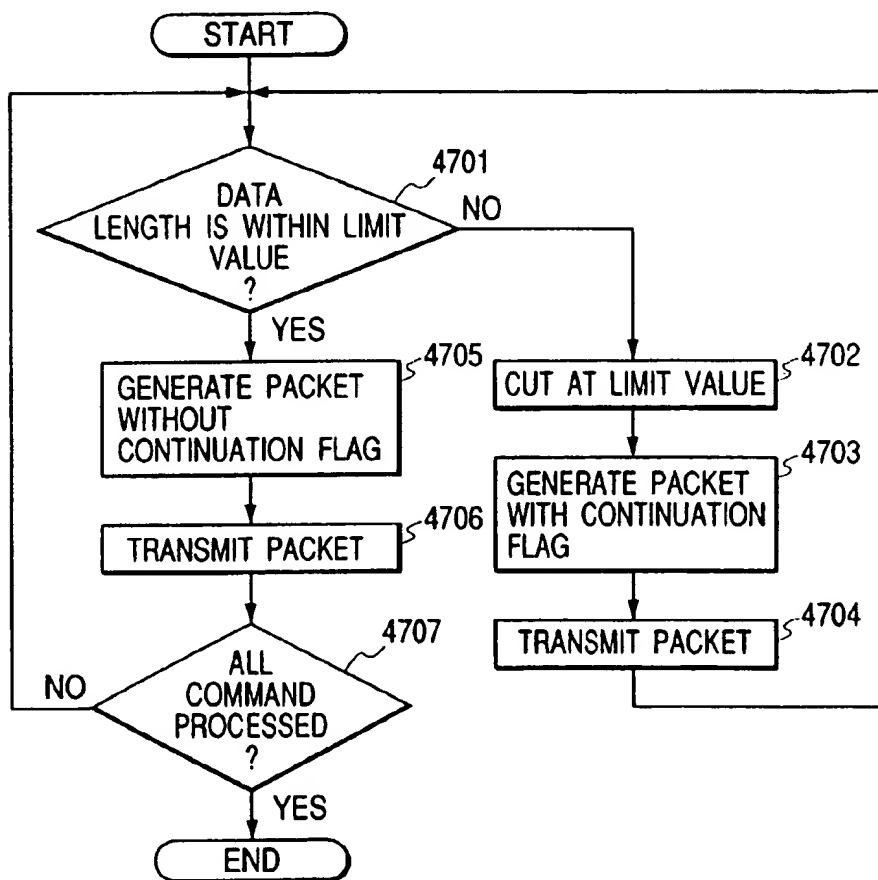 START
4701
DATA
LENGTH IS WITHIN LIMIT
VALUE
?
NO
YES
4705
GENERATE PACKET
WITHOUT
CONTINUATION FLAG
4702
CUT AT LIMIT VALUE
4703
GENERATE PACKET
WITH CONTINUATION
FLAG
4706
TRANSMIT PACKET
4704
TRANSMIT PACKET
4707
ALL
COMMAND
PROCESSED
?
NO
YES
END